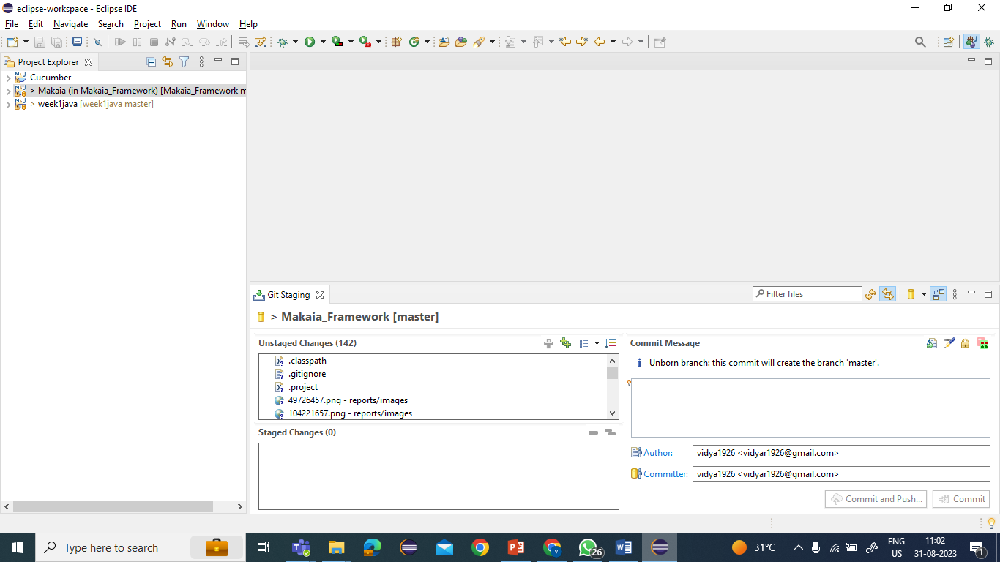 eclipse-workspace - Eclipse IDE
File Edit Navigate Search Project Run Window Help
Project Explorer
Cucumber
> Makaia (in Makaia_Framework) [Makaia_Framework m
> week1java [week1java master]
Git Staging
Filter files
> Makaia_Framework [master]
Unstaged Changes (142)
.classpath
.gitignore
.project
49726457.png - reports/images
104221657.png - reports/images
Staged Changes (0)
Commit Message
Unborn branch: this commit will create the branch 'master'.
Author: vidya1926 <vidyar1926@gmail.com>
Committer: vidya1926 <vidyar1926@gmail.com>
Commit and Push... Commit
Type here to search
26
31°C
ENG
US
11:02
31-08-2023
1